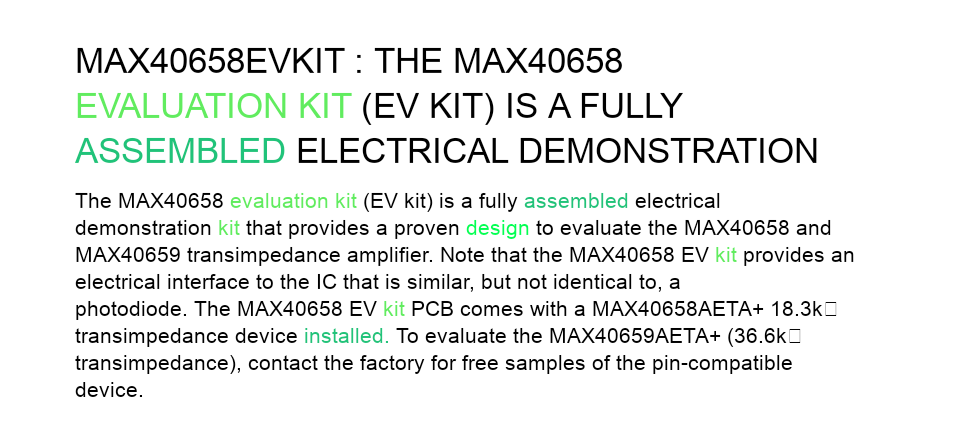 MAX40658EVKIT : THE MAX40658
EVALUATION KIT (EV KIT) IS A FULLY
ASSEMBLED ELECTRICAL DEMONSTRATION
The MAX40658 evaluation kit (EV kit) is a fully assembled electrical
demonstration kit that provides a proven design to evaluate the MAX40658 and
MAX40659 transimpedance amplifier. Note that the MAX40658 EV kit provides an
electrical interface to the IC that is similar, but not identical to, a
photodiode. The MAX40658 EV kit PCB comes with a MAX40658AETA+ 18.3k□
transimpedance device installed. To evaluate the MAX40659AETA+ (36.6k□
transimpedance), contact the factory for free samples of the pin-compatible
device.